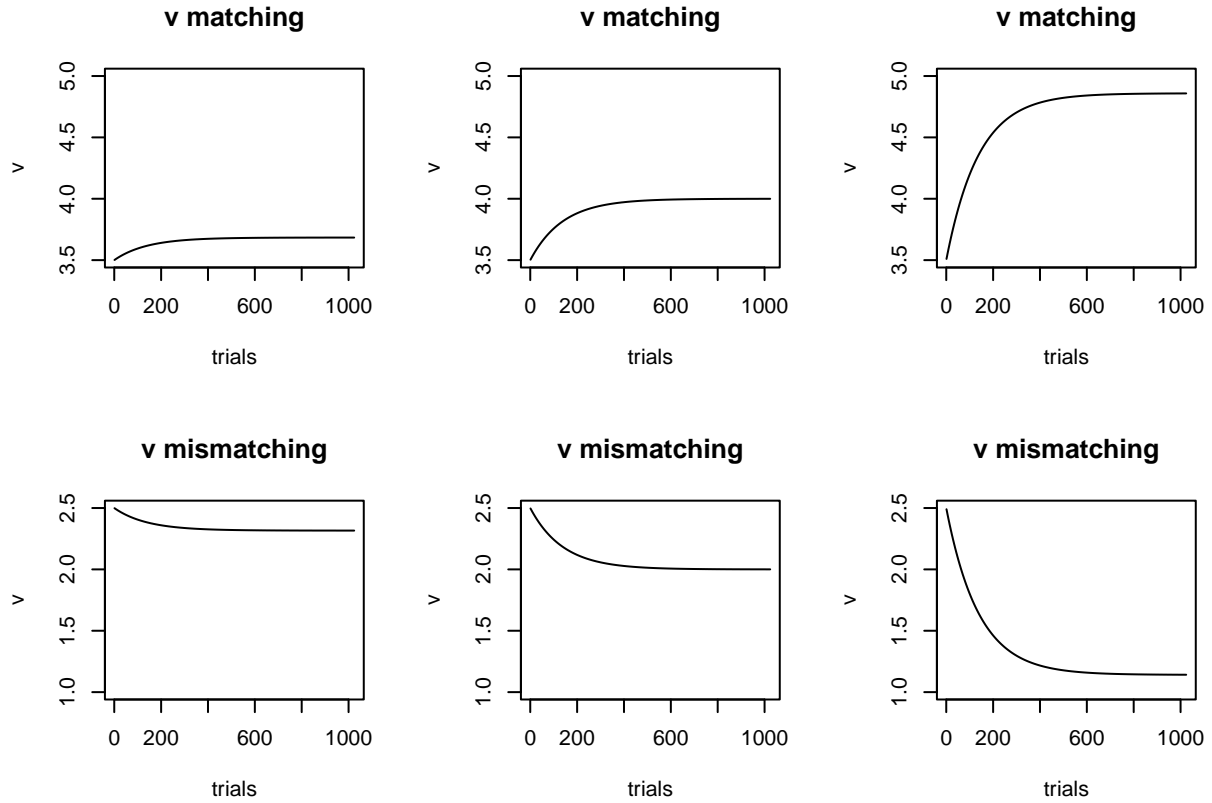 v matching v matching v matching
5.0 5.0 5.0
4.5 4.5 4.5
v v v
4.0 4.0 4.0
3.5 3.5 3.5
0 200 600 1000 0 200 600 1000 0 200 600 1000
trials trials trials
v mismatching v mismatching v mismatching
2.5 2.5 2.5
2.0 2.0 2.0
v v v
1.5 1.5 1.5
1.0 1.0 1.0
0 200 600 1000 0 200 600 1000 0 200 600 1000
trials trials trials